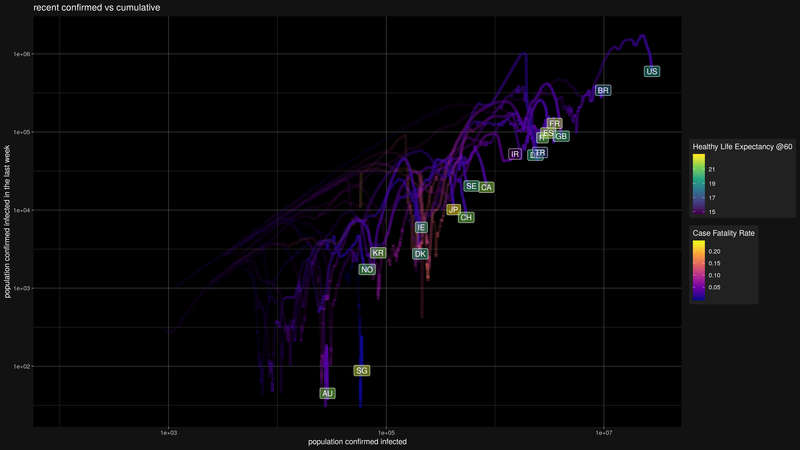 recent confirmed vs cumulative
population confirmed infected in the last week
1e+06
1e+05
1e+04
1e+03
1e+02
US
BR
FR
ES
GB
IR
TR
SE
CA
JP
CH
IE
DK
KR
NO
SG
AU
1e+03
1e+05
1e+07
population confirmed infected
Healthy Life Expectancy @60
21
19
17
15
Case Fatality Rate
0.20
0.15
0.10
0.05